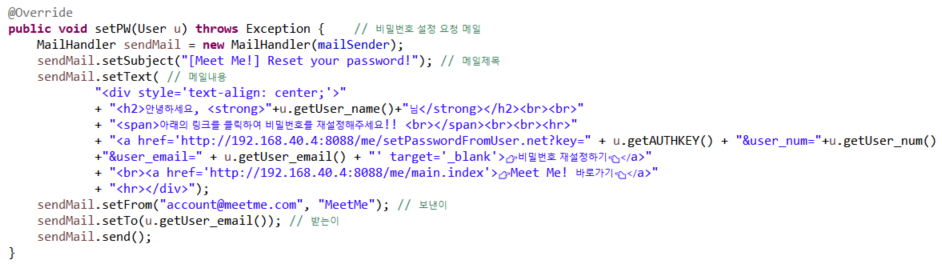 @Override
public void setPW(User u) throws Exception {    // 비밀번호 설정 요청 메일
    MailHandler sendMail = new MailHandler(mailSender);
    sendMail.setSubject("[Meet Me!] Reset your password!"); // 메일제목
    sendMail.setText( // 메일내용
            "<div style='text-align: center;'>"
            + "<h2>안녕하세요, <strong>"+u.getUser_name()+"님</strong></h2><br><br>"
            + "<span>아래의 링크를 클릭하여 비밀번호를 재설정해주세요!! <br></span><br><br><hr>"
            + "<a href='http://192.168.40.4:8088/me/setPasswordFromUser.net?key=" + u.getAUTHKEY() + "&user_num="+u.getUser_num()
            +"&user_email=" + u.getUser_email() + "' target='_blank'>👉비밀번호 재설정하기👈</a>"
            + "<br><a href='http://192.168.40.4:8088/me/main.index'>👉Meet Me! 바로가기👈</a>"
            + "<hr></div>");
    sendMail.setFrom("account@meetme.com", "MeetMe"); // 보낸이
    sendMail.setTo(u.getUser_email()); // 받는이
    sendMail.send();
}